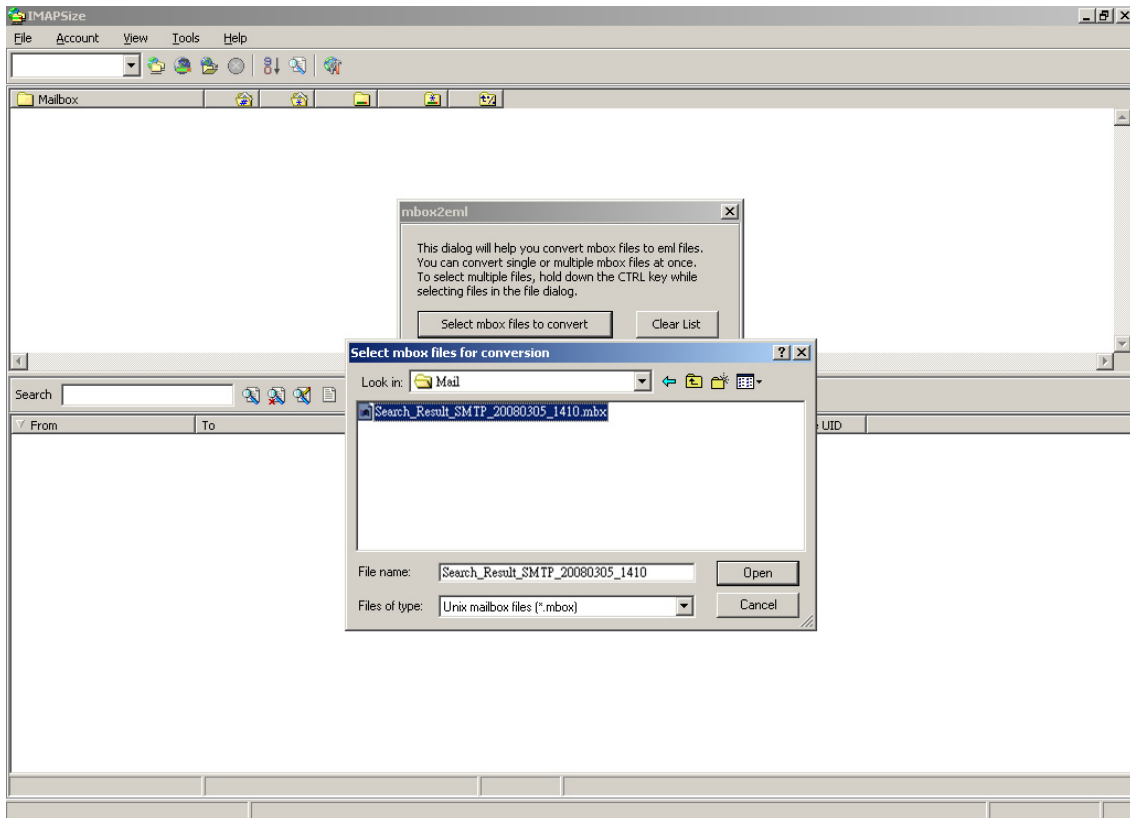 IMAPSize
File Account View Tools Help
Mailbox
mbox2eml
This dialog will help you convert mbox files to eml files.
You can convert single or multiple mbox files at once.
To select multiple files, hold down the CTRL key while
selecting files in the file dialog.
Select mbox files to convert Clear List
Select mbox files for conversion
Look in: Mail
Search
Search_Result_SMTP_20080305_1410.mbx
From To UID
File name: Search_Result_SMTP_20080305_1410 Open
Files of type: Unix mailbox files (*.mbox) Cancel